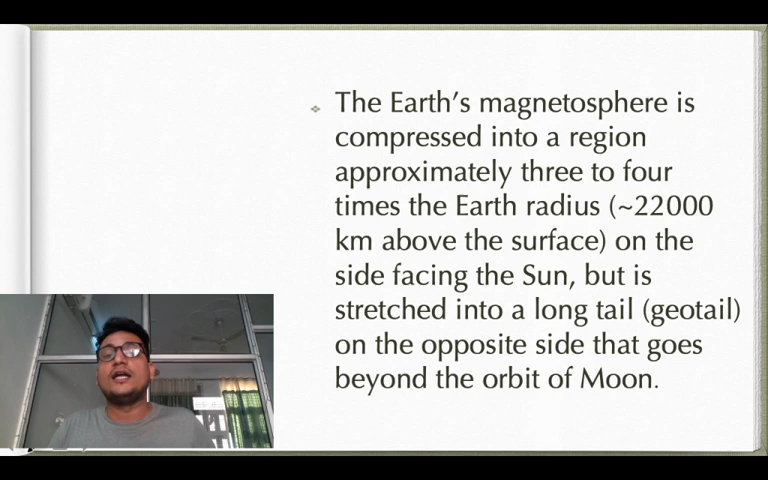 The Earth’s magnetosphere is
compressed into a region
approximately three to four
times the Earth radius (~22000
km above the surface) on the
side facing the Sun, but is
stretched into a long tail (geotail)
on the opposite side that goes
beyond the orbit of Moon.